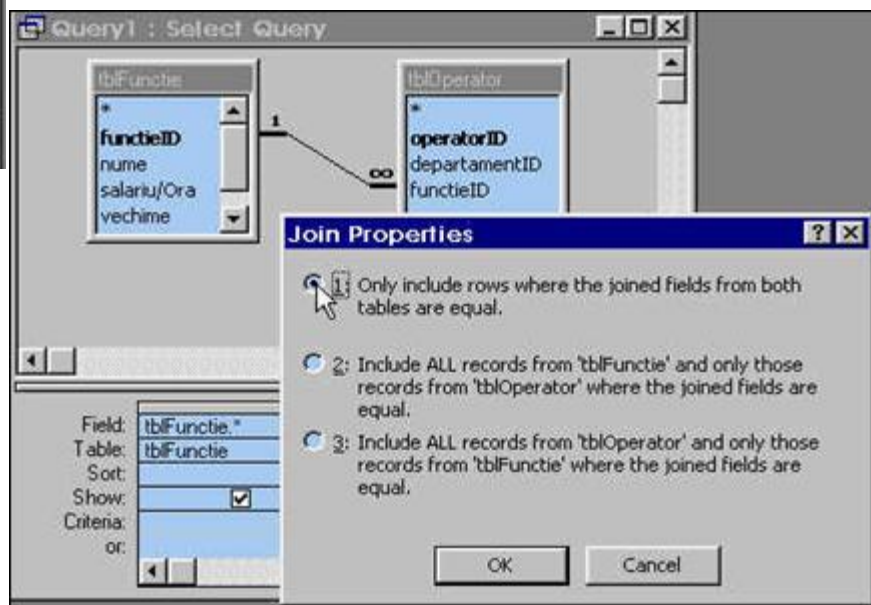 Query1 : Select Query
tblFunctie
*
functieID
nume
salariu/Ora
vechime
1
∞
tblOperator
*
operatorID
departamentID
functieID
Join Properties
1: Only include rows where the joined fields from both
tables are equal.
2: Include ALL records from 'tblFunctie' and only those
records from 'tblOperator' where the joined fields are
equal.
3: Include ALL records from 'tblOperator' and only those
records from 'tblFunctie' where the joined fields are
equal.
OK
Cancel
Field: tblFunctie.*
Table: tblFunctie
Sort:
Show:
Criteria:
or: